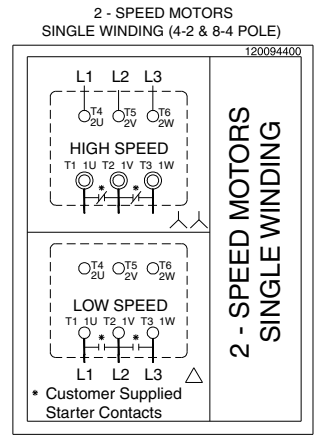 2 - SPEED MOTORS
SINGLE WINDING (4-2 & 8-4 POLE)
120094400
L1 L2 L3
T4 T5 T6
2U 2V 2W
HIGH SPEED
T1 1U T2 1V T3 1W
* *
T4 T5 T6
2U 2V 2W
LOW SPEED
T1 1U T2 1V T3 1W
* *
L1 L2 L3
* Customer Supplied
Starter Contacts
2 - SPEED MOTORS
SINGLE WINDING